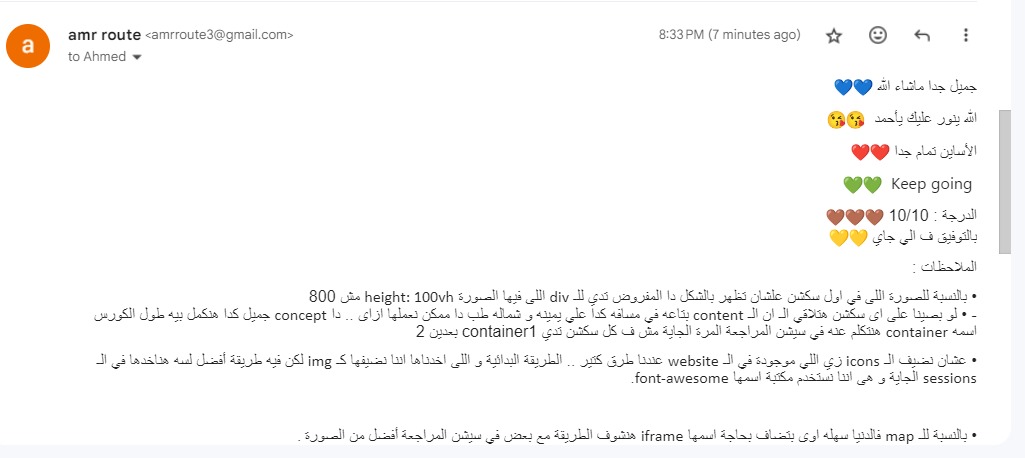 a
amr route <amrroute3@gmail.com>
8:33 PM (7 minutes ago)
to Ahmed
جميل جدا ماشاء الله 💙💙
الله ينور عليك يأحمد 😘😘
الأساين تمام جدا ❤️❤️
Keep going 💚💚
الدرجة : 10/10 🤎🤎🤎
بالتوفيق ف الي جاي 💛💛
الملاحظات :
• بالنسبة للصورة اللى في اول سكشن علشان تظهر بالشكل دا المفروض تدي للـ div اللى فيها الصورة height: 100vh مش 800
- • لو بصينا على اى سكشن هتلاقي الـ ان الـ content بتاعه في مسافه كدا علي يمينه و شماله طب دا ممكن نعملها ازاى .. دا concept جميل كدا هنكمل بيه طول الكورس
اسمه container هنتكلم عنه في سيشن المراجعة المرة الجاية مش ف كل سكشن تدي container1 بعدين 2
• عشان نضيف الـ icons زي اللي موجودة في الـ website عندنا طرق كتير .. الطريقة البدائية و اللى اخدناها اننا نضيفها كـ img لكن فيه طريقة أفضل لسه هناخدها في الـ
sessions الجاية و هى اننا نستخدم مكتبة اسمها font-awesome.
• بالنسبة للـ map فالدنيا سهله اوى بتضاف بحاجة اسمها iframe هنشوف الطريقة مع بعض في سيشن المراجعة أفضل من الصورة .